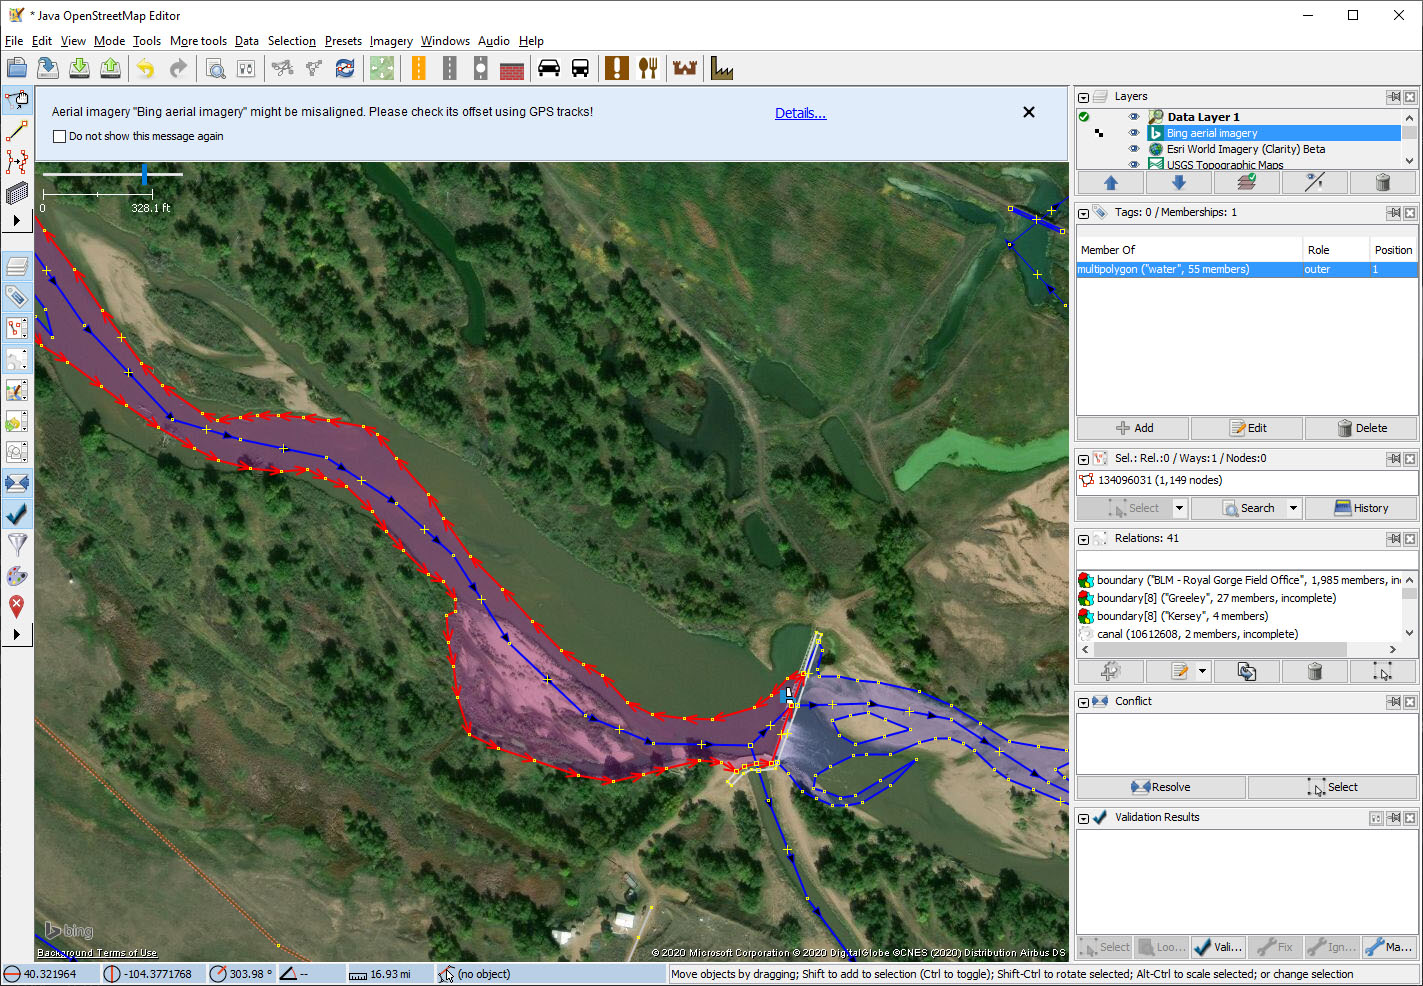 * Java OpenStreetMap Editor
File Edit View Mode Tools More tools Data Selection Presets Imagery Windows Audio Help
Aerial imagery "Bing aerial imagery" might be misaligned. Please check its offset using GPS tracks!
Details...
Do not show this message again
0
328.1 ft
bing
Background Terms of Use
© 2020 Microsoft Corporation © 2020 DigitalGlobe ©CNES (2020) Distribution Airbus DS
Layers
Data Layer 1
Bing aerial imagery
Esri World Imagery (Clarity) Beta
USGS Topographic Maps
Tags: 0 / Memberships: 1
Member Of Role Position
multipolygon ("water", 55 members) outer 1
Add Edit Delete
Sel.: Rel.:0 / Ways:1 / Nodes:0
134096031 (1,149 nodes)
Select Search History
Relations: 41
boundary ("BLM - Royal Gorge Field Office", 1,985 members, in
boundary[8] ("Greeley", 27 members, incomplete)
boundary[8] ("Kersey", 4 members)
canal (10612608, 2 members, incomplete)
Conflict
Resolve Select
Validation Results
Select Loo... Vali... Fix Ign... Ma...
40.321964 -104.3771768 303.98 ° -- 16.93 mi (no object) Move objects by dragging; Shift to add to selection (Ctrl to toggle); Shift-Ctrl to rotate selected; Alt-Ctrl to scale selected; or change selection